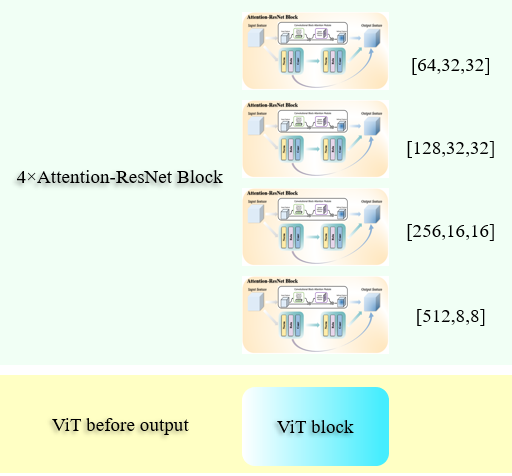 Attention-ResNet Block
Input feature
Output feature
[64,32,32]
Attention-ResNet Block
Input feature
Output feature
[128,32,32]
4×Attention-ResNet Block
Attention-ResNet Block
Input feature
Output feature
[256,16,16]
Attention-ResNet Block
Input feature
Output feature
[512,8,8]
ViT before output
ViT block